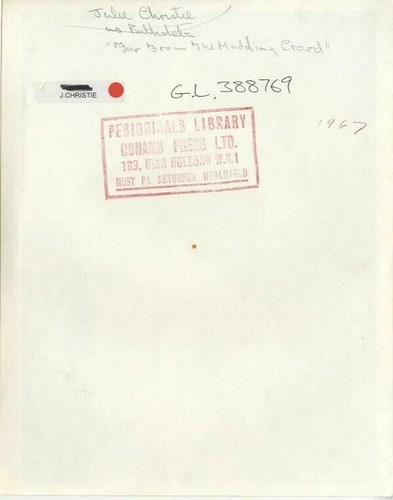 Julie Christie
as Bathsheba
"Far From The Madding Crowd"
J.CHRISTIE
G.L. 388769
1967
PERIODICALS LIBRARY
ODHAMS PRESS LTD.
189, HIGH HOLBORN W.C.1
MUST BE RETURNED UNDAMAGED